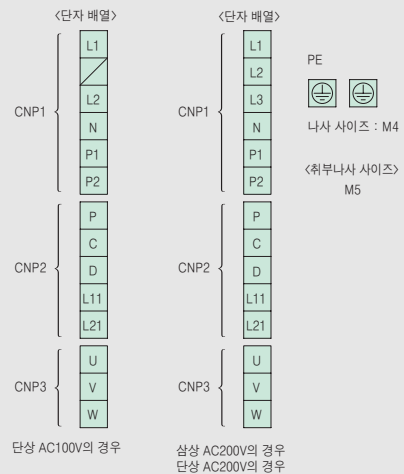 〈단자 배열〉
L1
L2
CNP1
N
P1
P2
P
C
CNP2
D
L11
L21
U
CNP3
V
W
단상 AC100V의 경우
〈단자 배열〉
L1
L2
L3
CNP1
N
P1
P2
P
C
CNP2
D
L11
L21
U
CNP3
V
W
삼상 AC200V의 경우
단상 AC200V의 경우
PE
나사 사이즈 : M4
〈취부나사 사이즈〉
M5